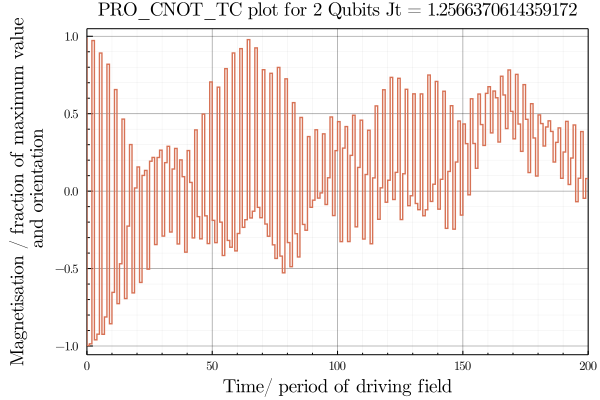 PRO_CNOT_TC plot for 2 Qubits Jt = 1.2566370614359172
Magnetisation / fraction of maximum value
and orientation
1.0
0.5
0.0
−0.5
−1.0
0 50 100 150 200
Time/ period of driving field